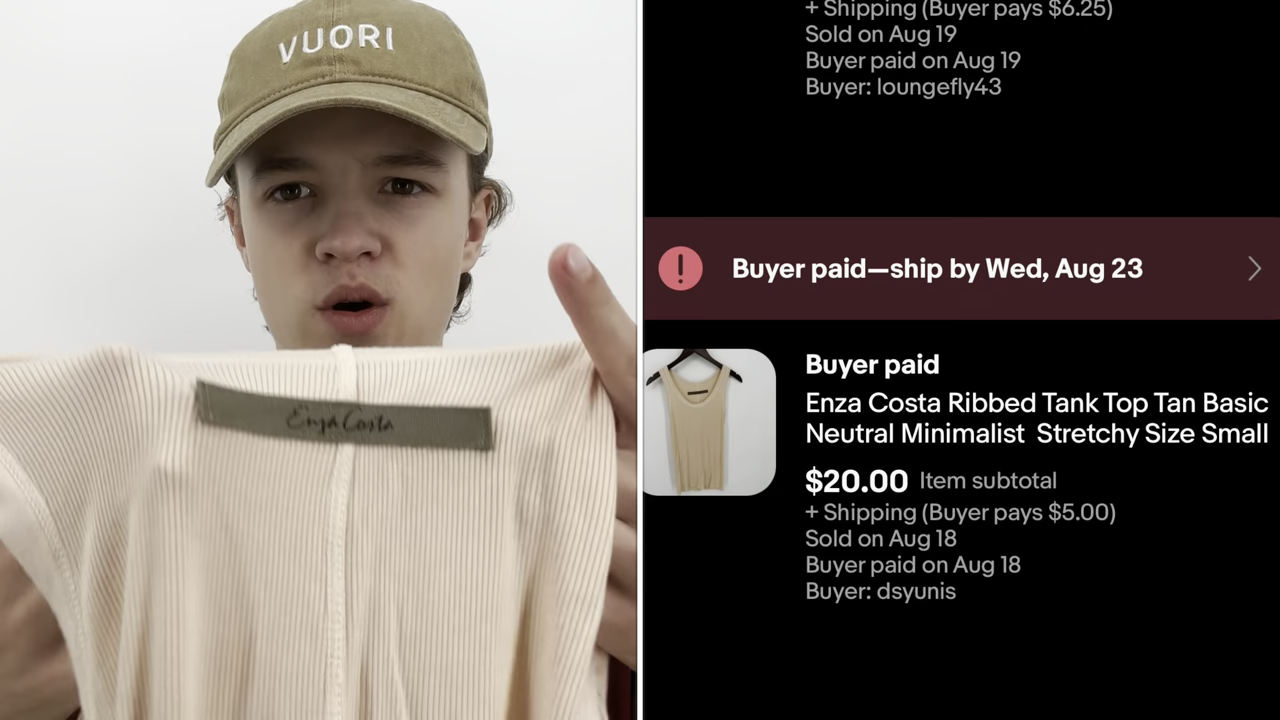 VUORI
Enza Costa
+ Shipping (Buyer pays $6.25)
Sold on Aug 19
Buyer paid on Aug 19
Buyer: loungefly43
Buyer paid—ship by Wed, Aug 23
Buyer paid
Enza Costa Ribbed Tank Top Tan Basic
Neutral Minimalist Stretchy Size Small
$20.00 Item subtotal
+ Shipping (Buyer pays $5.00)
Sold on Aug 18
Buyer paid on Aug 18
Buyer: dsyunis